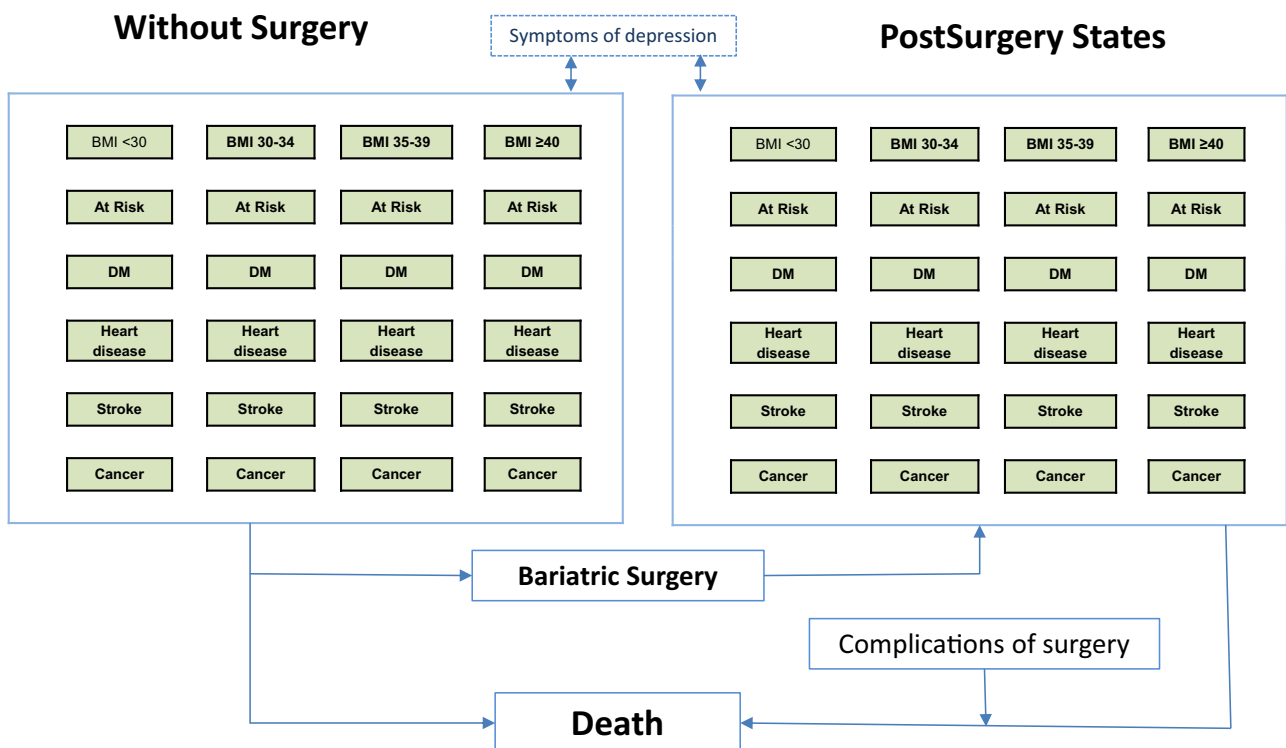 Without Surgery
Symptoms of depression
PostSurgery States
BMI <30 BMI 30-34 BMI 35-39 BMI ≥40
At Risk At Risk At Risk At Risk
DM DM DM DM
Heart disease Heart disease Heart disease Heart disease
Stroke Stroke Stroke Stroke
Cancer Cancer Cancer Cancer
BMI <30 BMI 30-34 BMI 35-39 BMI ≥40
At Risk At Risk At Risk At Risk
DM DM DM DM
Heart disease Heart disease Heart disease Heart disease
Stroke Stroke Stroke Stroke
Cancer Cancer Cancer Cancer
Bariatric Surgery
Complications of surgery
Death